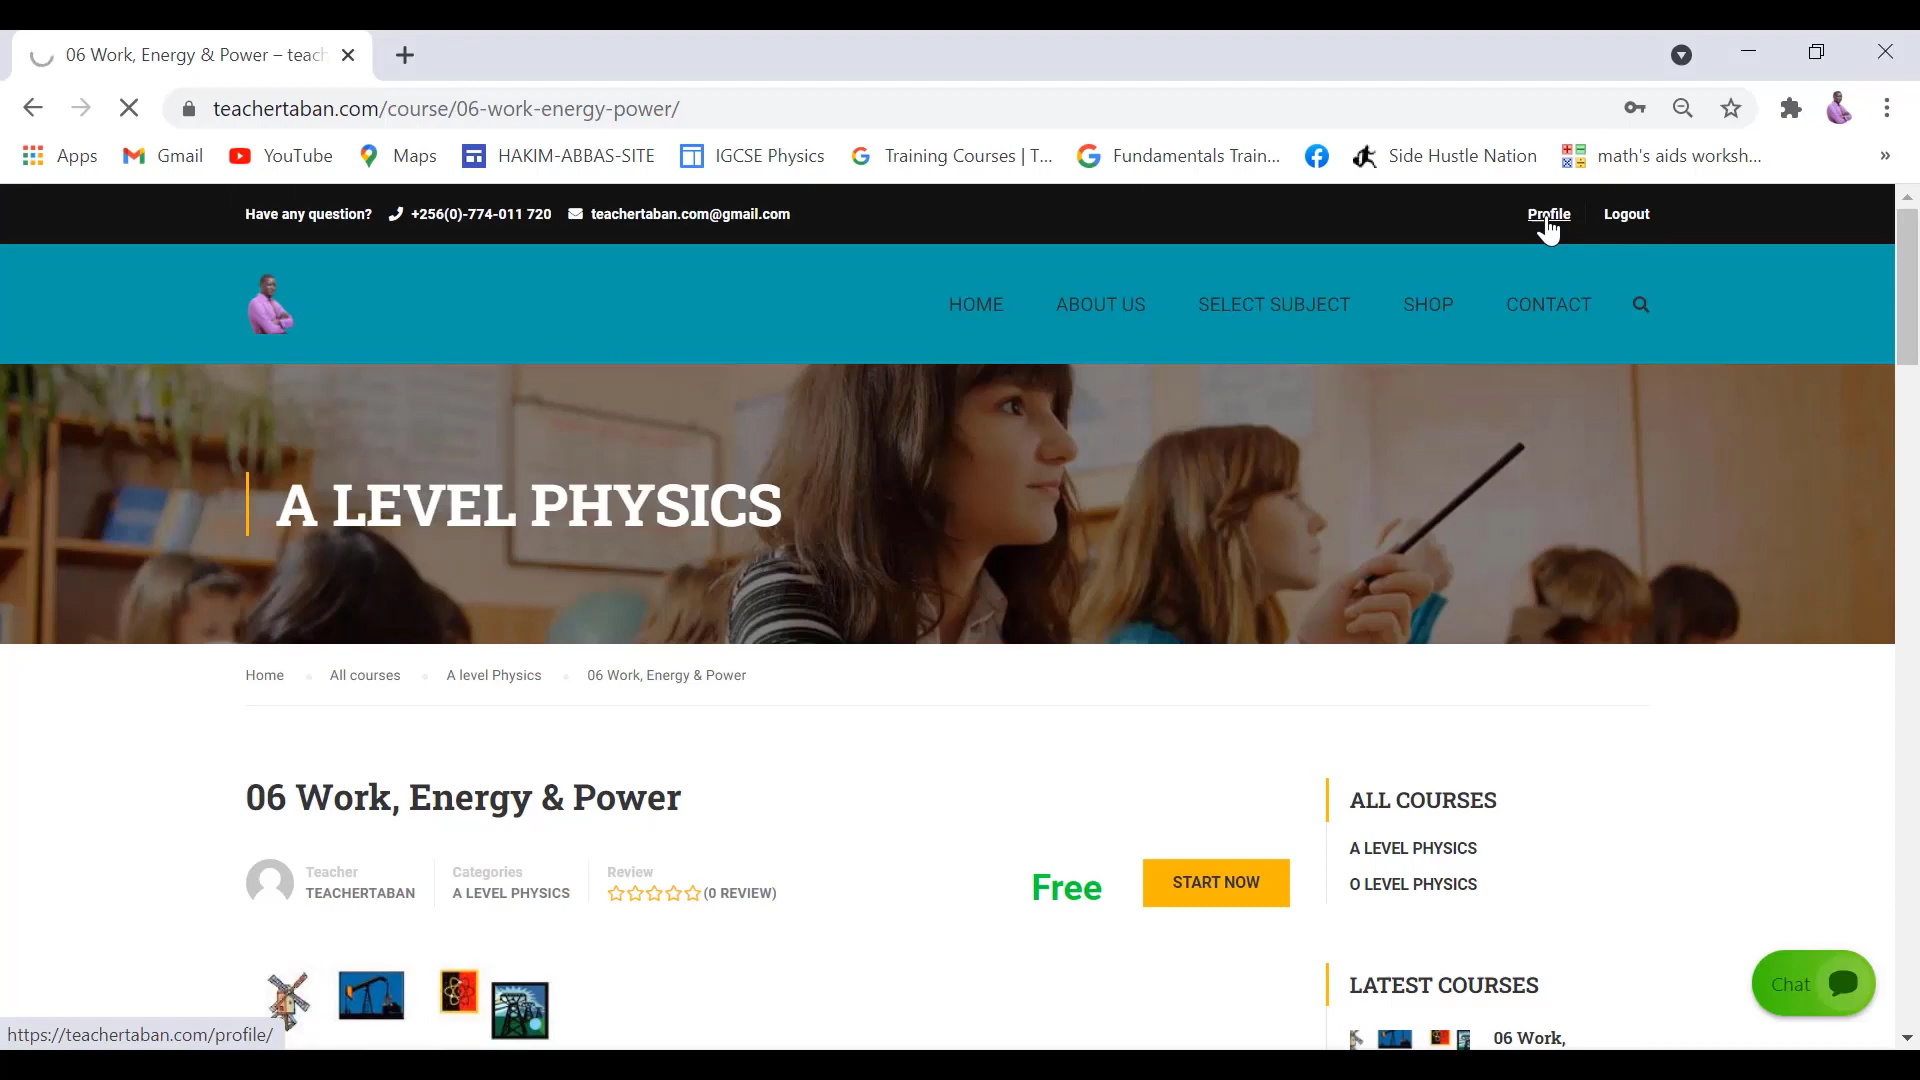 06 Work, Energy & Power – teach
teachertaban.com/course/06-work-energy-power/
Apps Gmail YouTube Maps HAKIM-ABBAS-SITE IGCSE Physics Training Courses | T... Fundamentals Train... Side Hustle Nation math's aids worksh... »
Have any question? +256(0)-774-011 720 teachertaban.com@gmail.com Profile Logout
HOME ABOUT US SELECT SUBJECT SHOP CONTACT
A LEVEL PHYSICS
Home All courses A level Physics 06 Work, Energy & Power
06 Work, Energy & Power
Teacher
TEACHERTABAN
Categories
A LEVEL PHYSICS
Review
(0 REVIEW)
Free
START NOW
ALL COURSES
A LEVEL PHYSICS
O LEVEL PHYSICS
LATEST COURSES
06 Work,
Chat
https://teachertaban.com/profile/